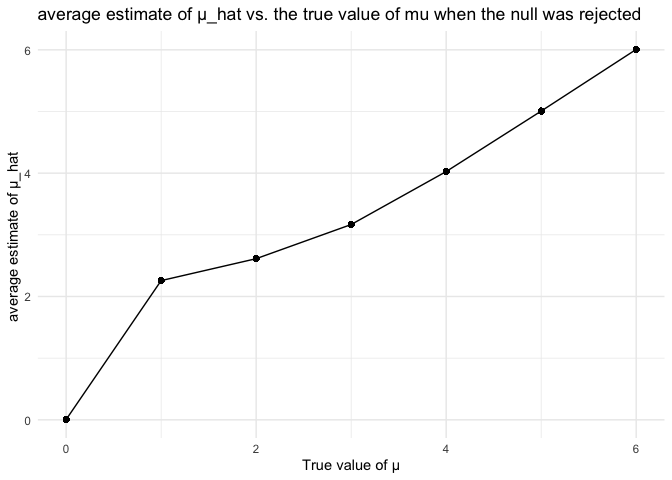 average estimate of µ_hat vs. the true value of mu when the null was rejected
average estimate of µ_hat
6
4
2
0
0
2
4
6
True value of µ